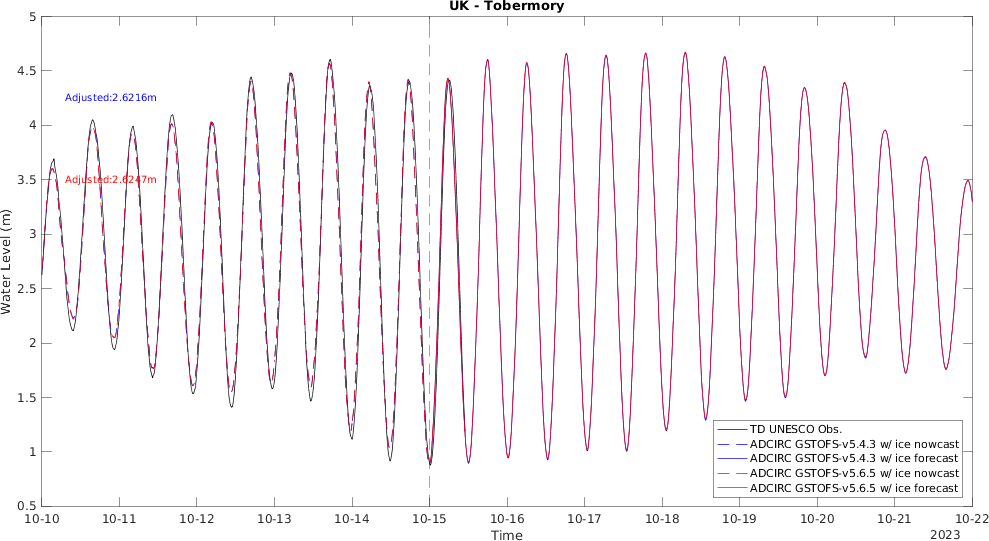 UK - Tobermory
5
4.5
4
3.5
3
2.5
2
1.5
1
0.5
Water Level (m)
Adjusted:2.6216m
Adjusted:2.6247m
TD UNESCO Obs.
ADCIRC GSTOFS-v5.4.3 w/ ice nowcast
ADCIRC GSTOFS-v5.4.3 w/ ice forecast
ADCIRC GSTOFS-v5.6.5 w/ ice nowcast
ADCIRC GSTOFS-v5.6.5 w/ ice forecast
10-10 10-11 10-12 10-13 10-14 10-15 10-16 10-17 10-18 10-19 10-20 10-21 10-22
Time
2023